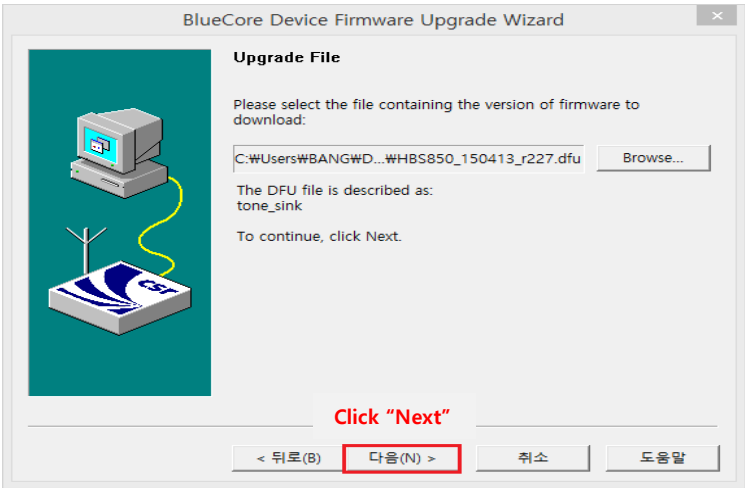 BlueCore Device Firmware Upgrade Wizard
Upgrade File
Please select the file containing the version of firmware to
download:
C:₩Users₩BANG₩D...₩HBS850_150413_r227.dfu
Browse...
The DFU file is described as:
tone_sink
To continue, click Next.
CSR
Click “Next”
< 뒤로(B)
다음(N) >
취소
도움말